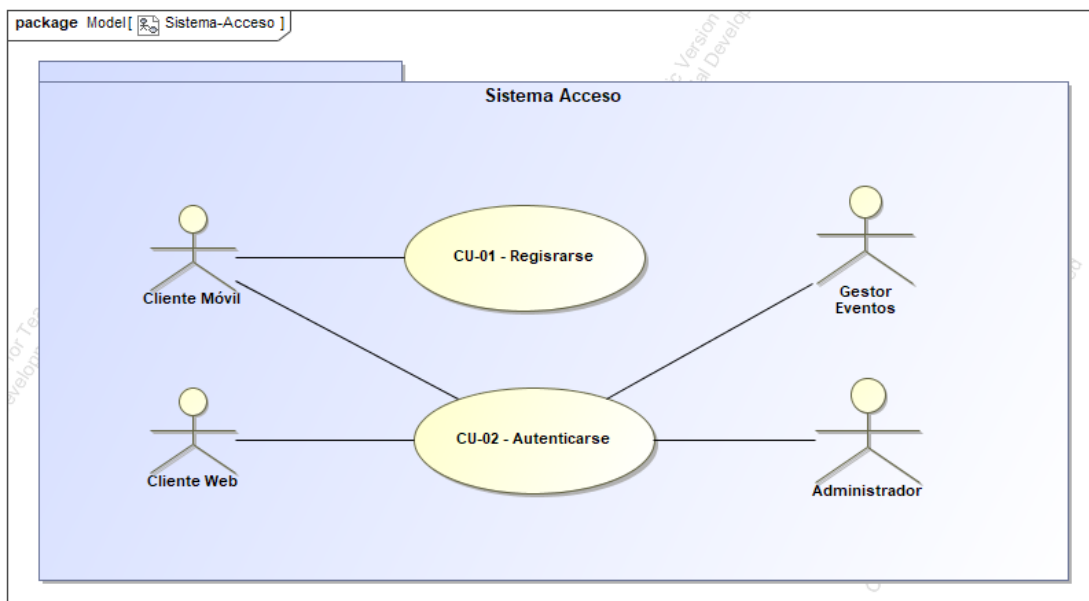 package Model[ Sistema-Acceso ]
Sistema Acceso
CU-01 - Regisrarse
Cliente Móvil
Gestor
Eventos
CU-02 - Autenticarse
Cliente Web
Administrador